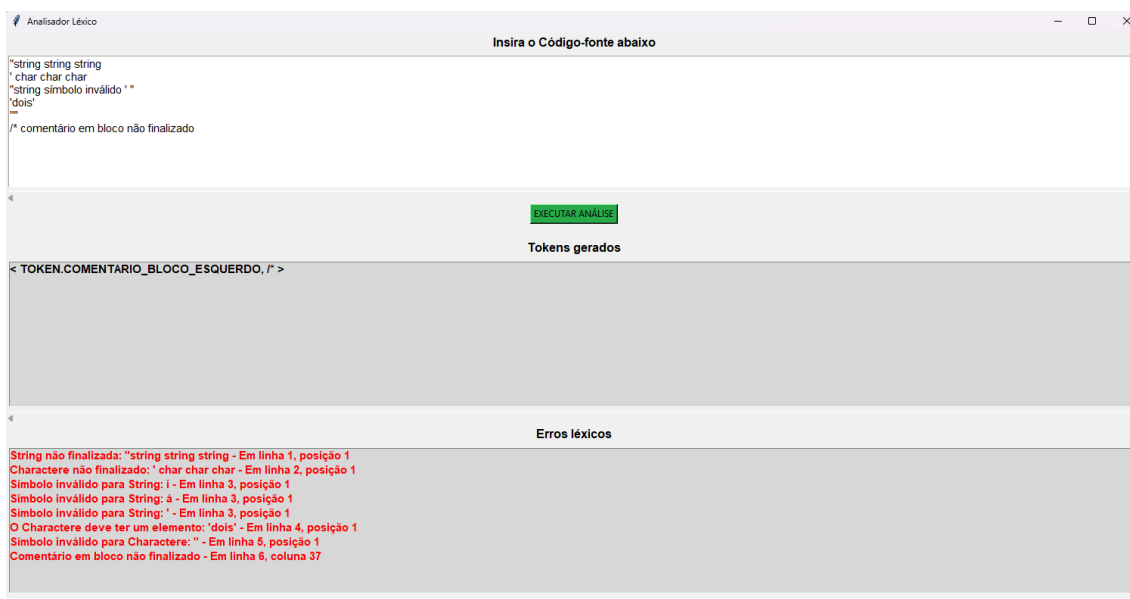 Analisador Léxico
Insira o Código-fonte abaixo
"string string string
' char char char
"string símbolo inválido ' "
'dois'
'"'
/* comentário em bloco não finalizado
EXECUTAR ANÁLISE
Tokens gerados
< TOKEN.COMENTARIO_BLOCO_ESQUERDO, /* >
Erros léxicos
String não finalizada: "string string string - Em linha 1, posição 1
Charactere não finalizado: ' char char char - Em linha 2, posição 1
Símbolo inválido para String: í - Em linha 3, posição 1
Símbolo inválido para String: á - Em linha 3, posição 1
Símbolo inválido para String: ' - Em linha 3, posição 1
O Charactere deve ter um elemento: 'dois' - Em linha 4, posição 1
Símbolo inválido para Charactere: " - Em linha 5, posição 1
Comentário em bloco não finalizado - Em linha 6, coluna 37